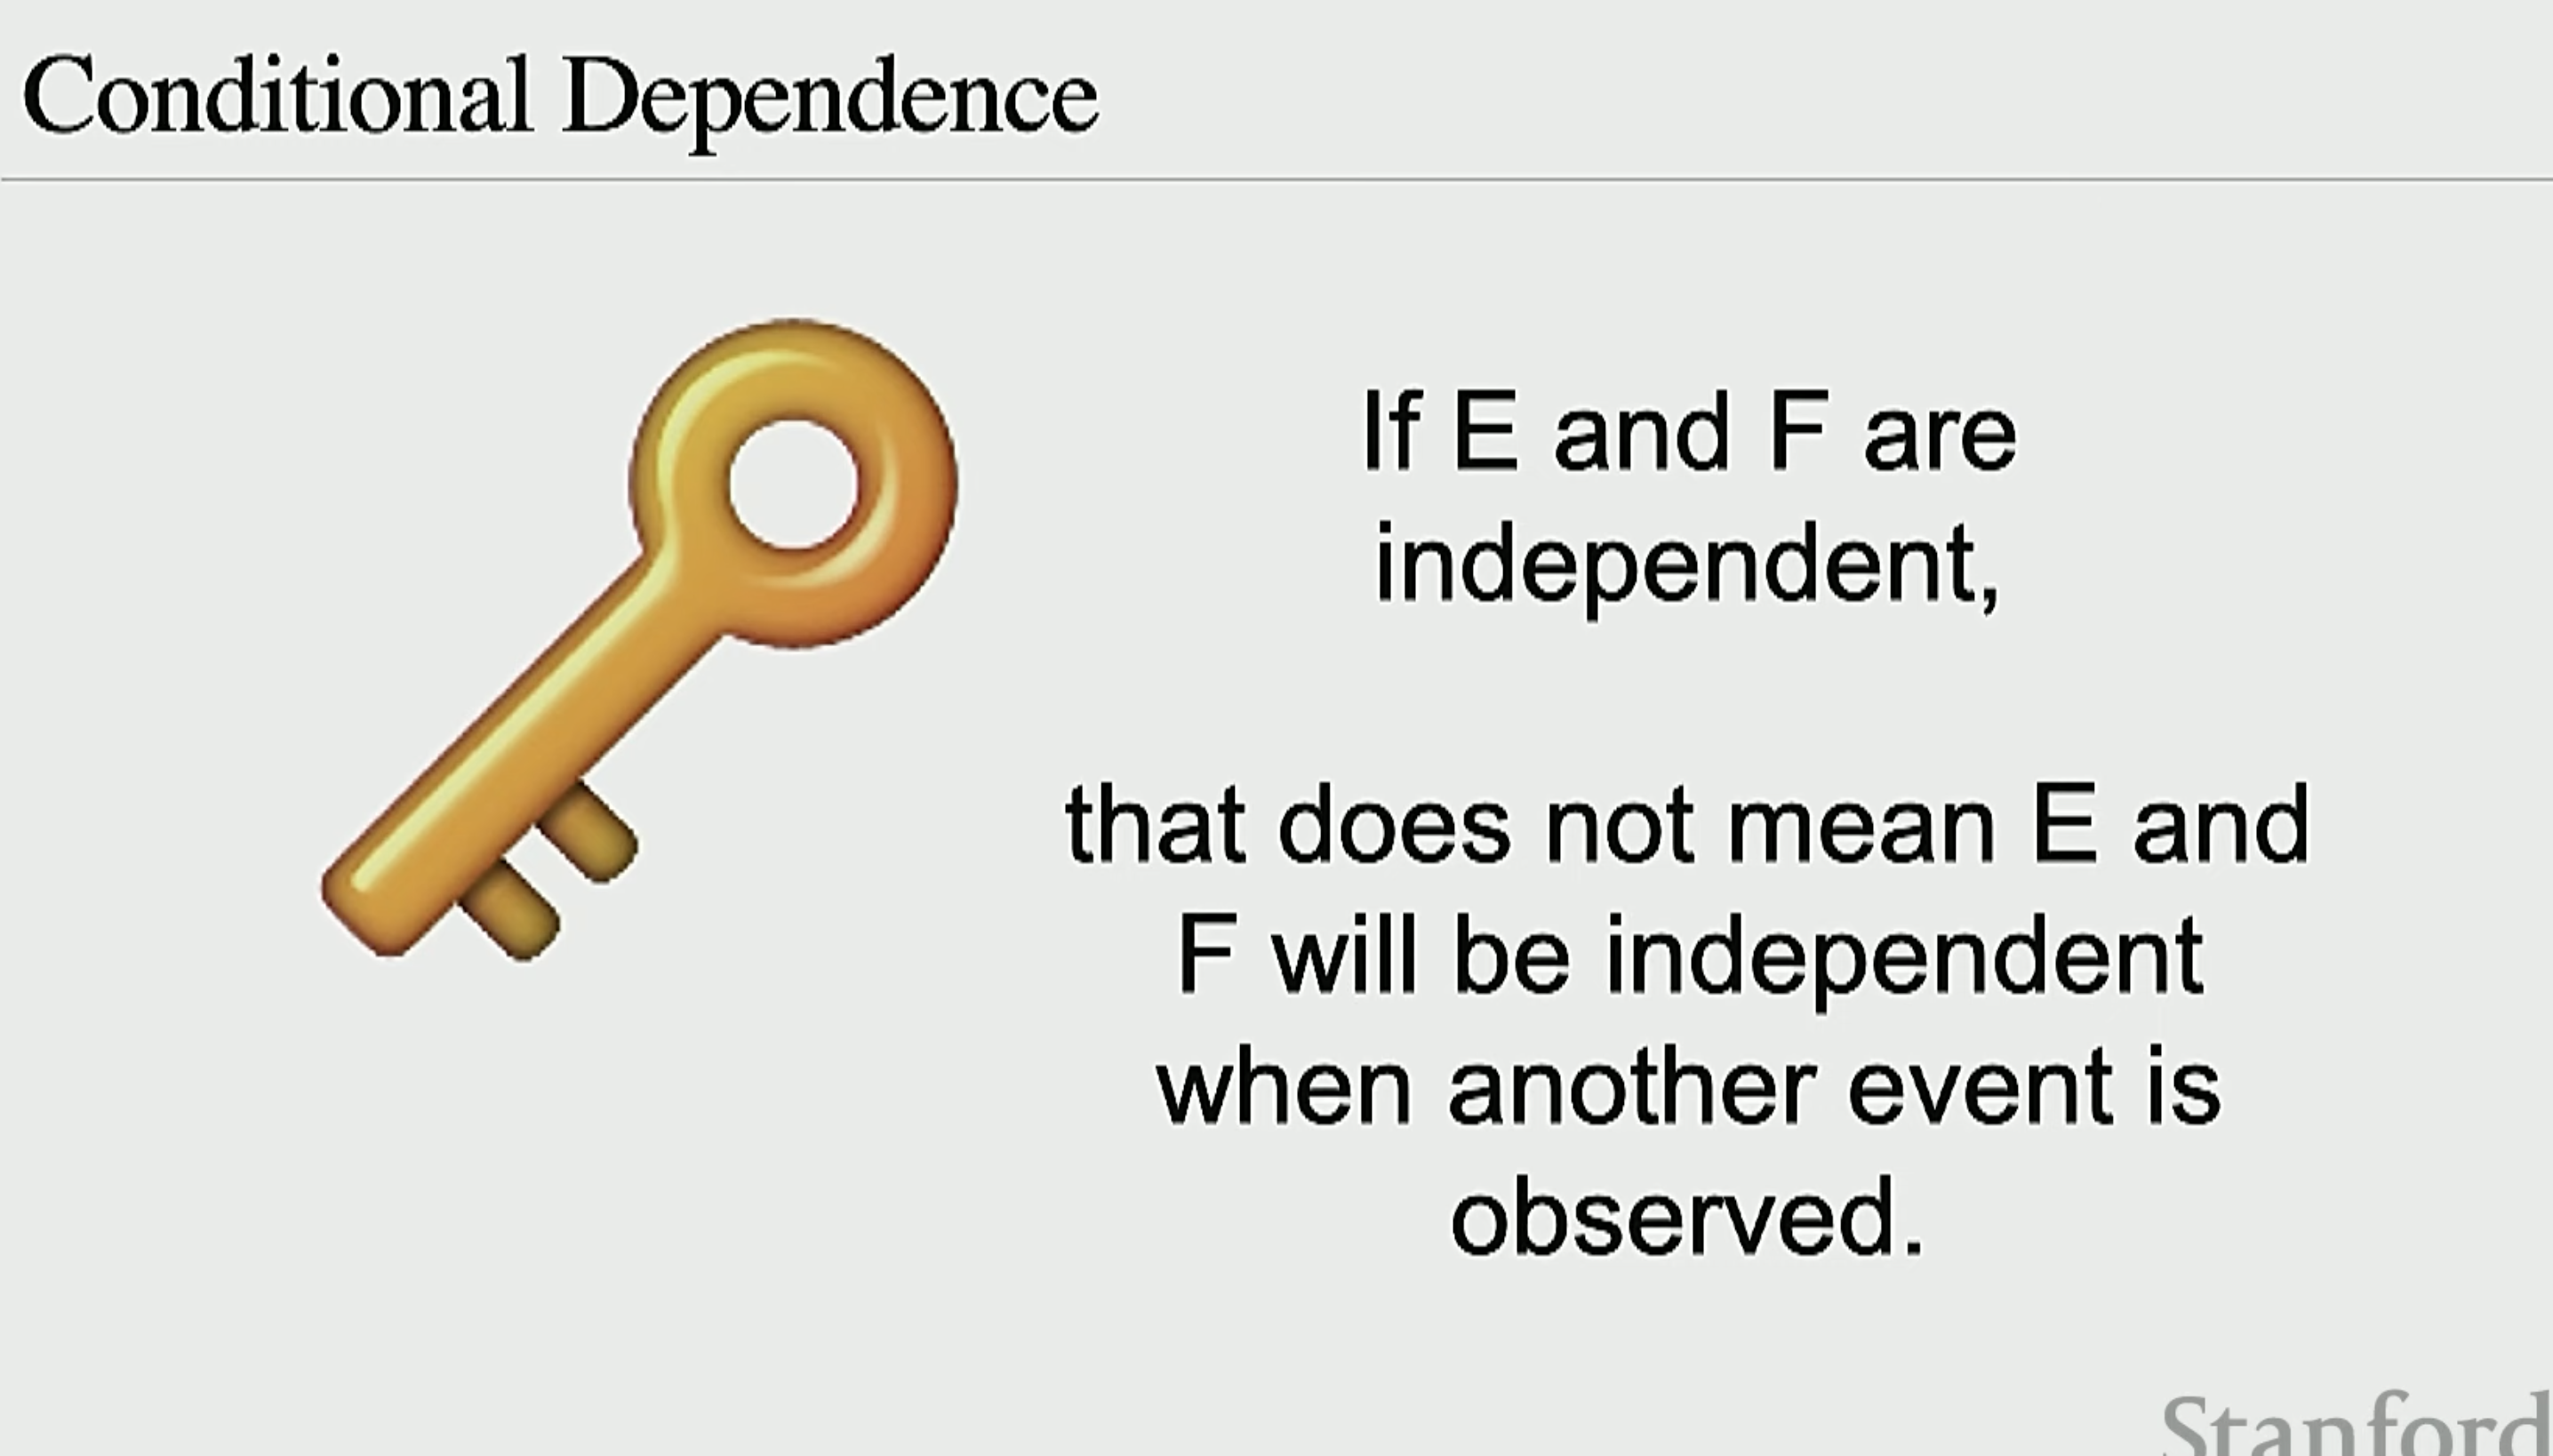 Conditional Dependence
If E and F are
independent,
that does not mean E and
F will be independent
when another event is
observed.
Stanford